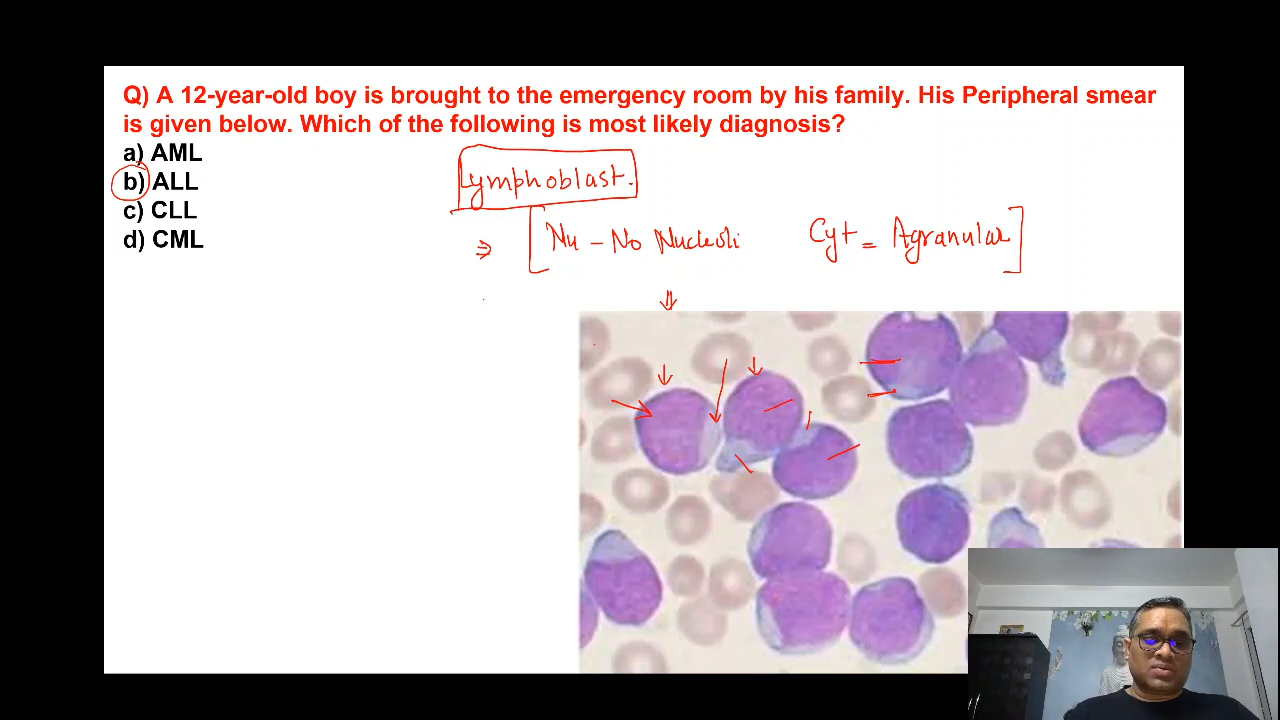 Q) A 12-year-old boy is brought to the emergency room by his family. His Peripheral smear
is given below. Which of the following is most likely diagnosis?
a) AML
b) ALL
c) CLL
d) CML
Lymphoblast.
⇒ [Nu – No Nucleoli Cyt = Agranular]